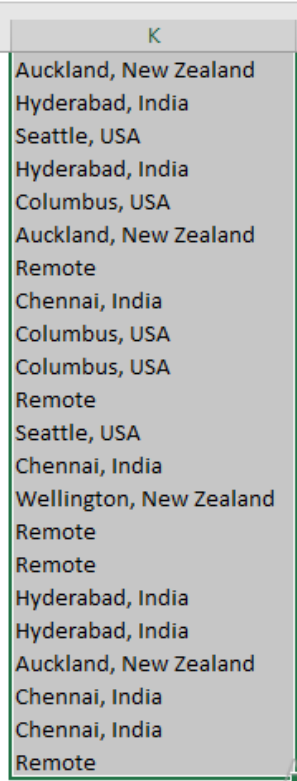 K
Auckland, New Zealand
Hyderabad, India
Seattle, USA
Hyderabad, India
Columbus, USA
Auckland, New Zealand
Remote
Chennai, India
Columbus, USA
Columbus, USA
Remote
Seattle, USA
Chennai, India
Wellington, New Zealand
Remote
Remote
Hyderabad, India
Hyderabad, India
Auckland, New Zealand
Chennai, India
Chennai, India
Remote